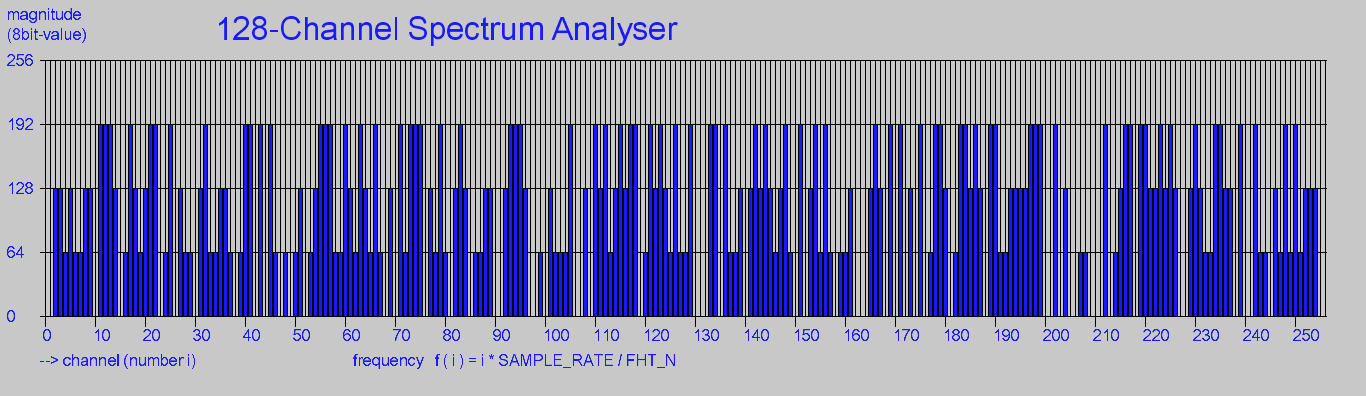 magnitude
(8bit-value)
128-Channel Spectrum Analyser
256
192
128
64
0
0 10 20 30 40 50 60 70 80 90 100 110 120 130 140 150 160 170 180 190 200 210 220 230 240 250
--> channel (number i)
frequency f ( i ) = i * SAMPLE_RATE / FHT_N